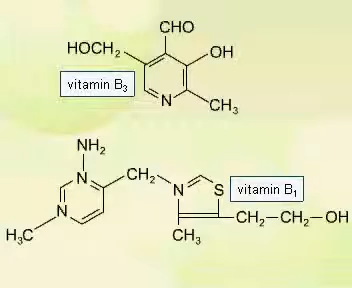 CHO
HOCH₂
OH
vitamin B₃
N
CH₃
NH₂
N
CH₂
N
S
vitamin B₁
N
CH₂—CH₂—OH
H₃C
CH₃